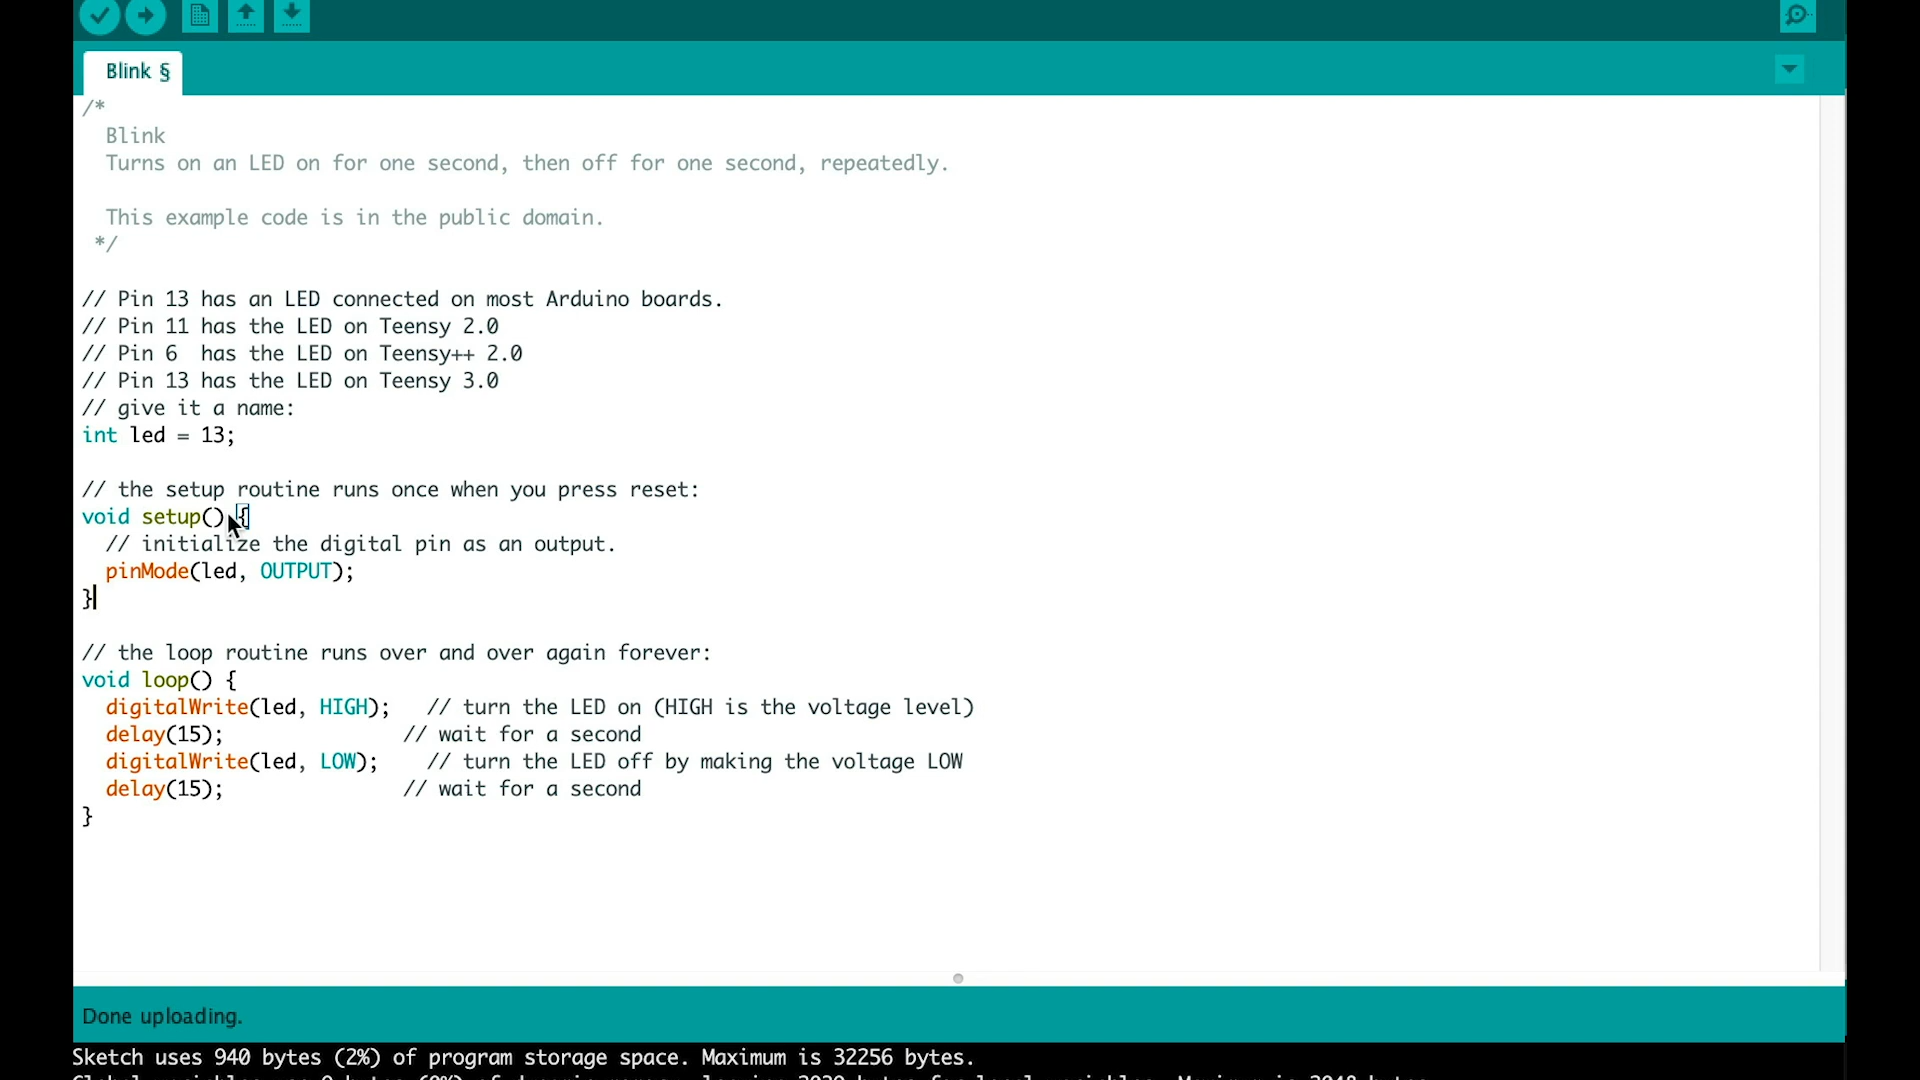 Blink §
/*
Blink
Turns on an LED on for one second, then off for one second, repeatedly.
This example code is in the public domain.
*/
// Pin 13 has an LED connected on most Arduino boards.
// Pin 11 has the LED on Teensy 2.0
// Pin 6  has the LED on Teensy++ 2.0
// Pin 13 has the LED on Teensy 3.0
// give it a name:
int led = 13;
// the setup routine runs once when you press reset:
void setup() {
// initialize the digital pin as an output.
pinMode(led, OUTPUT);
}
// the loop routine runs over and over again forever:
void loop() {
digitalWrite(led, HIGH);   // turn the LED on (HIGH is the voltage level)
delay(15);               // wait for a second
digitalWrite(led, LOW);    // turn the LED off by making the voltage LOW
delay(15);               // wait for a second
}
Done uploading.
Sketch uses 940 bytes (2%) of program storage space. Maximum is 32256 bytes.